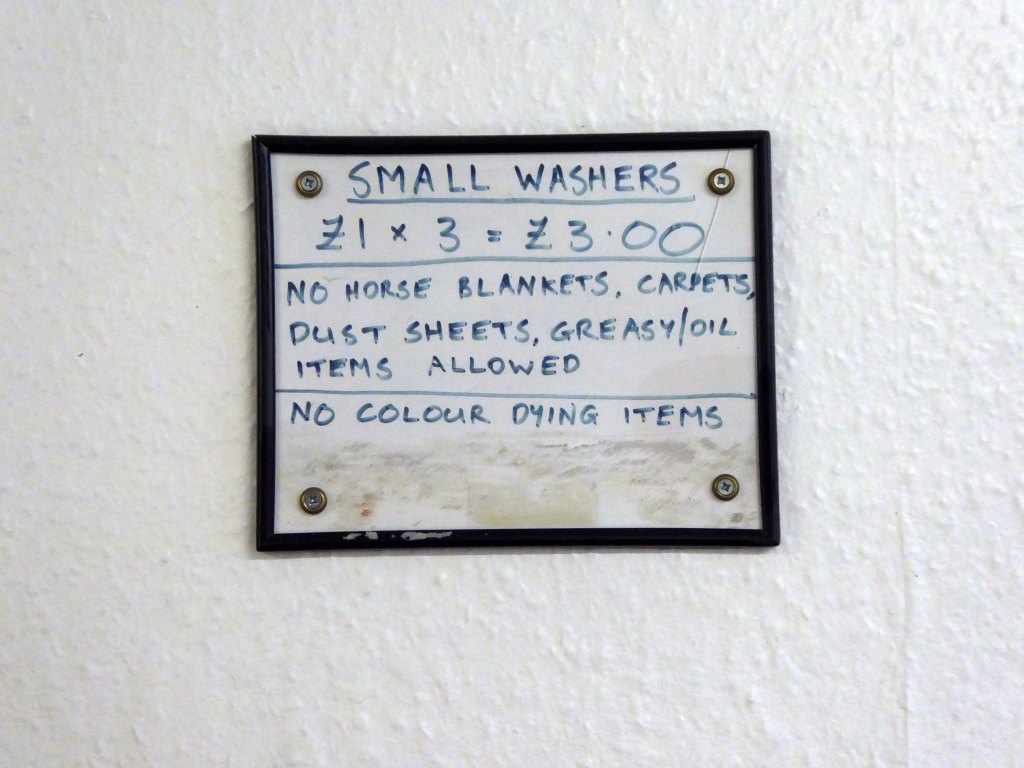 SMALL WASHERS
£1 × 3 = £3.00
NO HORSE BLANKETS, CARPETS,
DUST SHEETS, GREASY/OIL
ITEMS ALLOWED
NO COLOUR DYING ITEMS